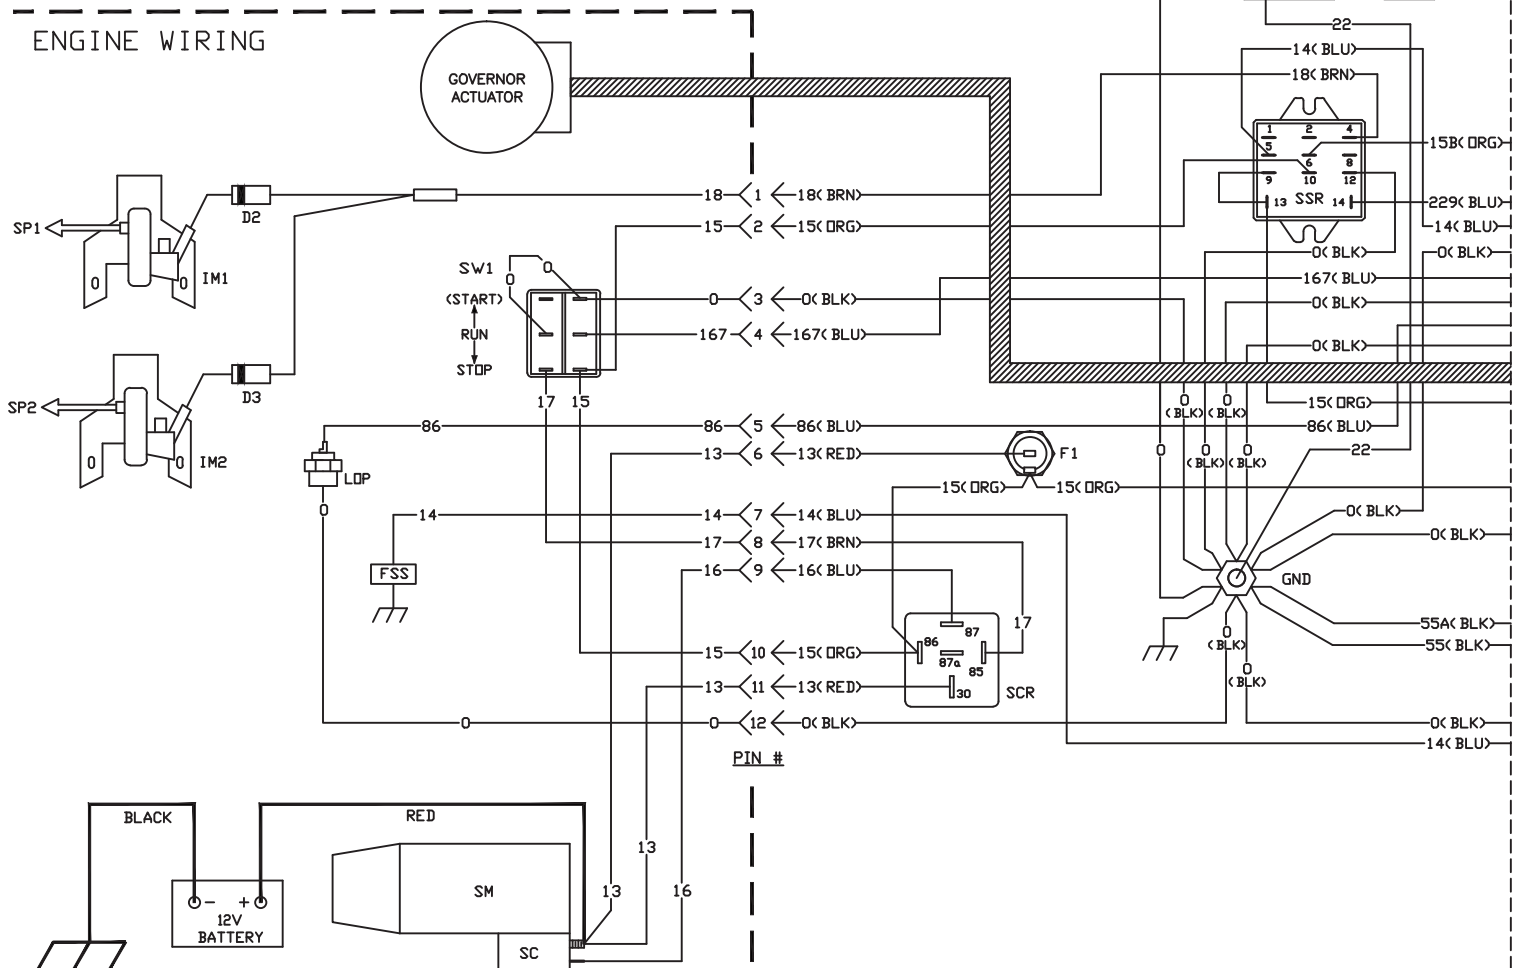 ENGINE WIRING
GOVERNOR
ACTUATOR
22
14(BLU)
18(BRN)
1 2 4
5 6 8
9 10 12
13 SSR 14
15B(ORG)
229(BLU)
14(BLU)
0(BLK) 0(BLK)
167(BLU)
0(BLK)
0(BLK)
15(ORG)
86(BLU)
22
SP1
D2
IM1
0 0
SP2
D3
IM2
0 0
18 1 18(BRN)
15 2 15(ORG)
SW1
0
0
(START)
RUN
STOP
0 3 0(BLK)
167 4 167(BLU)
17 15
86 86 5 86(BLU)
13 6 13(RED)
F1
15(ORG) 15(ORG)
LOP
0
14 14 7 14(BLU)
17 8 17(BRN)
16 9 16(BLU)
FSS
0
(BLK)
0
(BLK)
0
0
(BLK)
0
(BLK)
0(BLK)
0(BLK)
GND
55A(BLK)
55(BLK)
0
(BLK)
0
(BLK)
17
87
86
87a
85
30
SCR
15 10 15(ORG)
13 11 13(RED)
0 0 12 0(BLK)
0(BLK)
14(BLU)
PIN #
BLACK
RED
13
13
16
SM
SC
- +
12V
BATTERY